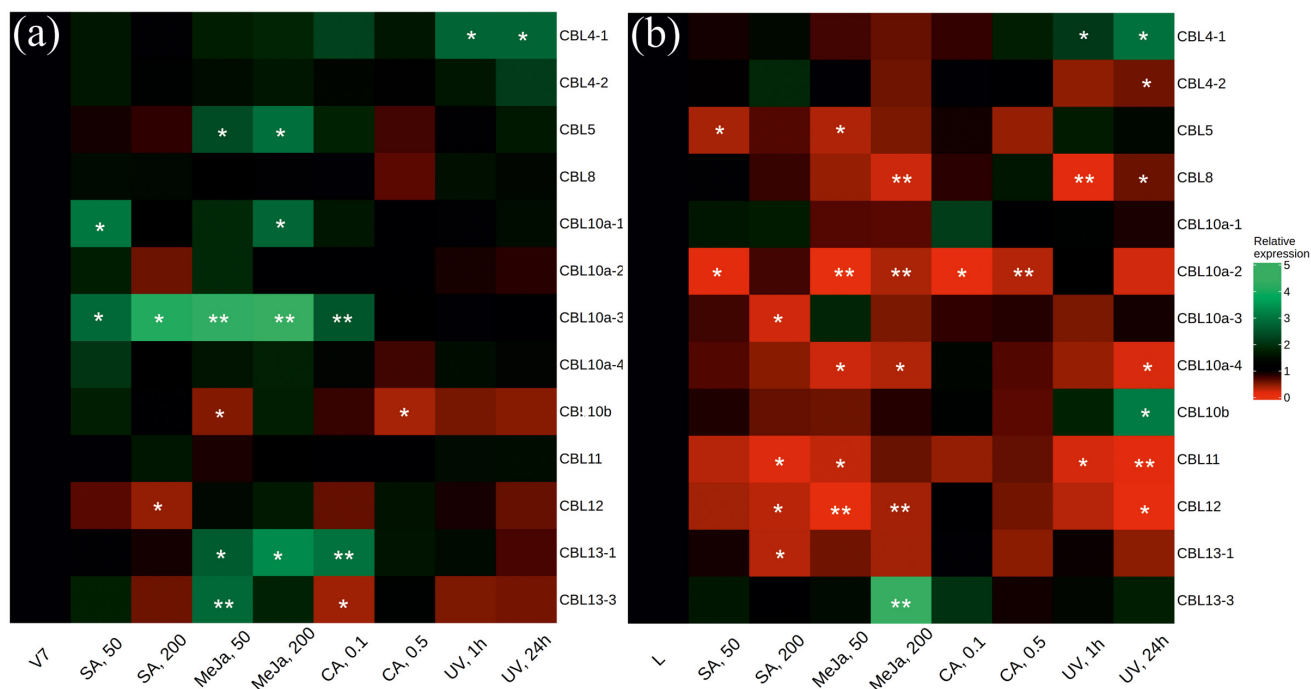 (a)
CBL4-1
*
*
CBL4-2
CBL5
*
*
CBL8
CBL10a-1
*
*
CBL10a-2
CBL10a-3
*
*
**
**
**
CBL10a-4
CBL10b
*
*
CBL11
CBL12
*
CBL13-1
*
*
**
CBL13-3
**
*
V7
SA, 50
SA, 200
MeJa, 50
MeJa, 200
CA, 0.1
CA, 0.5
UV, 1h
UV, 24h
(b)
CBL4-1
*
*
CBL4-2
*
CBL5
*
*
CBL8
**
**
*
CBL10a-1
CBL10a-2
*
**
**
*
**
CBL10a-3
*
CBL10a-4
*
*
*
CBL10b
*
CBL11
*
*
*
**
CBL12
*
**
**
*
CBL13-1
*
CBL13-3
**
L
SA, 50
SA, 200
MeJa, 50
MeJa, 200
CA, 0.1
CA, 0.5
UV, 1h
UV, 24h
Relative
expression
5
4
3
2
1
0